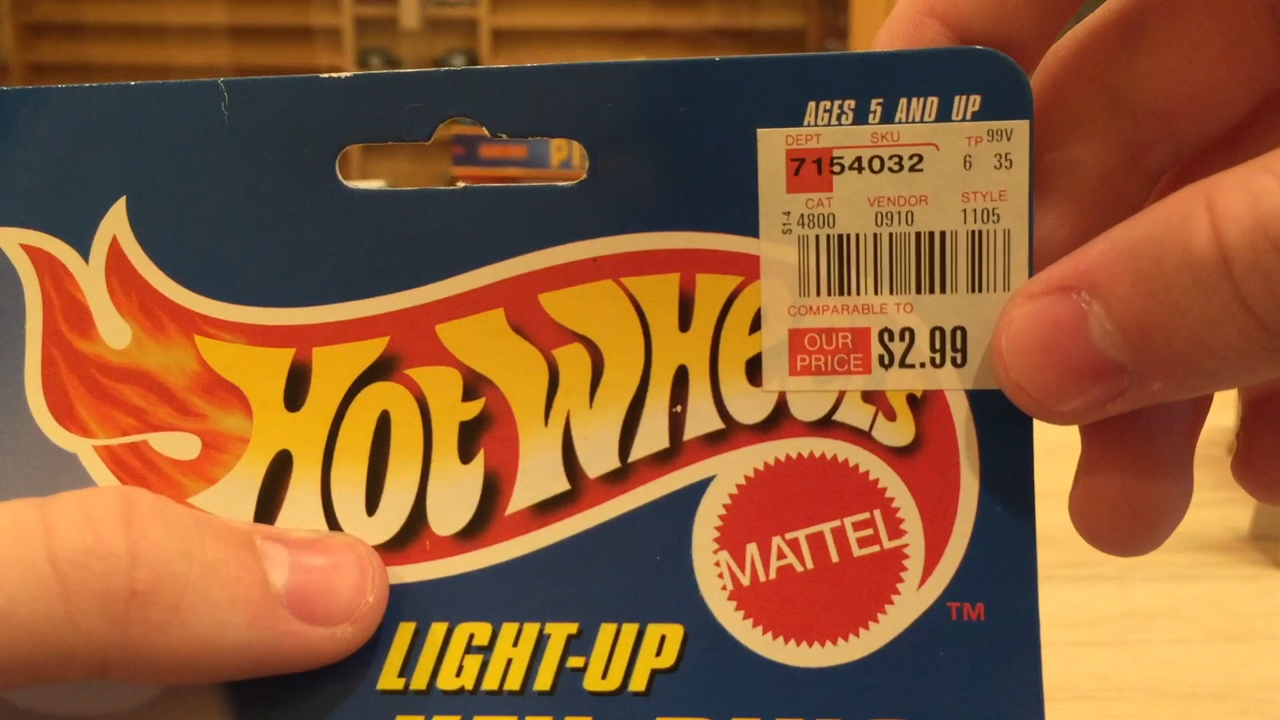 AGES 5 AND UP
DEPT SKU TP 99V
7154032 6 35
CAT VENDOR STYLE
$1-4 4800 0910 1105
COMPARABLE TO
OUR PRICE $2.99
HOT WHEELS
MATTEL
TM
LIGHT-UP